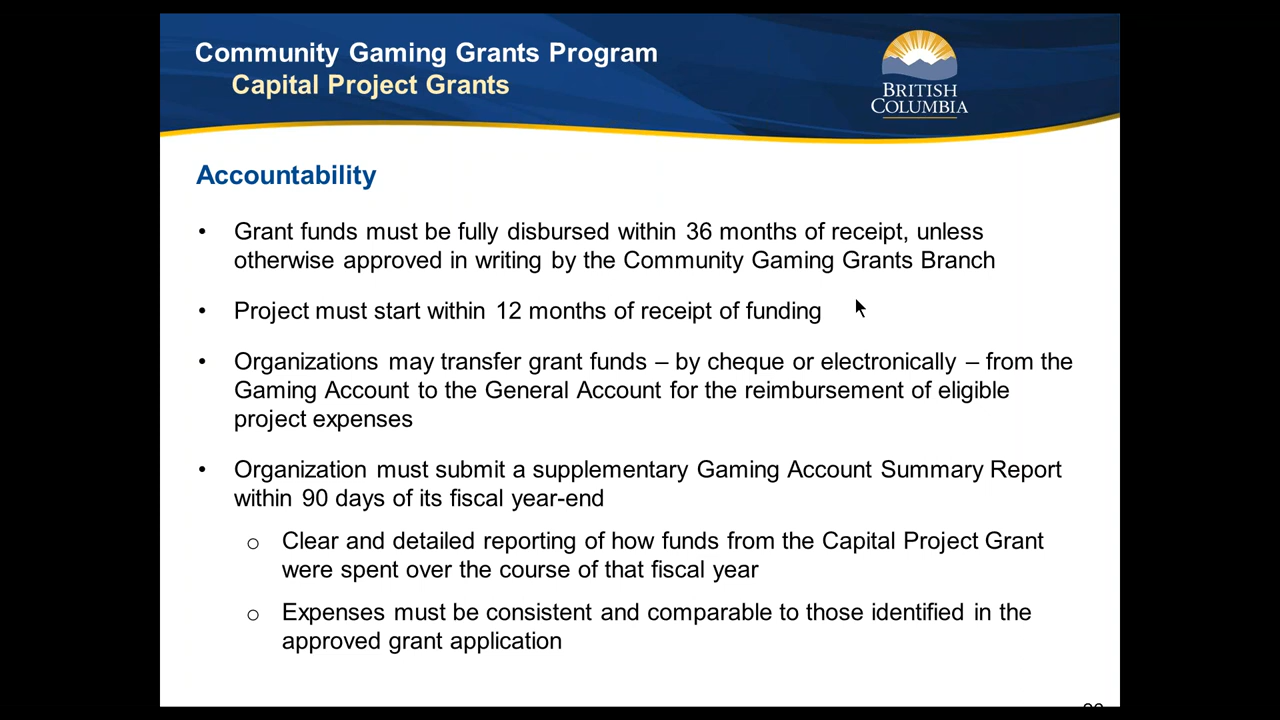 Community Gaming Grants Program
Capital Project Grants
BRITISH
COLUMBIA
Accountability
• Grant funds must be fully disbursed within 36 months of receipt, unless
otherwise approved in writing by the Community Gaming Grants Branch
• Project must start within 12 months of receipt of funding
• Organizations may transfer grant funds – by cheque or electronically – from the
Gaming Account to the General Account for the reimbursement of eligible
project expenses
• Organization must submit a supplementary Gaming Account Summary Report
within 90 days of its fiscal year-end
o Clear and detailed reporting of how funds from the Capital Project Grant
were spent over the course of that fiscal year
o Expenses must be consistent and comparable to those identified in the
approved grant application